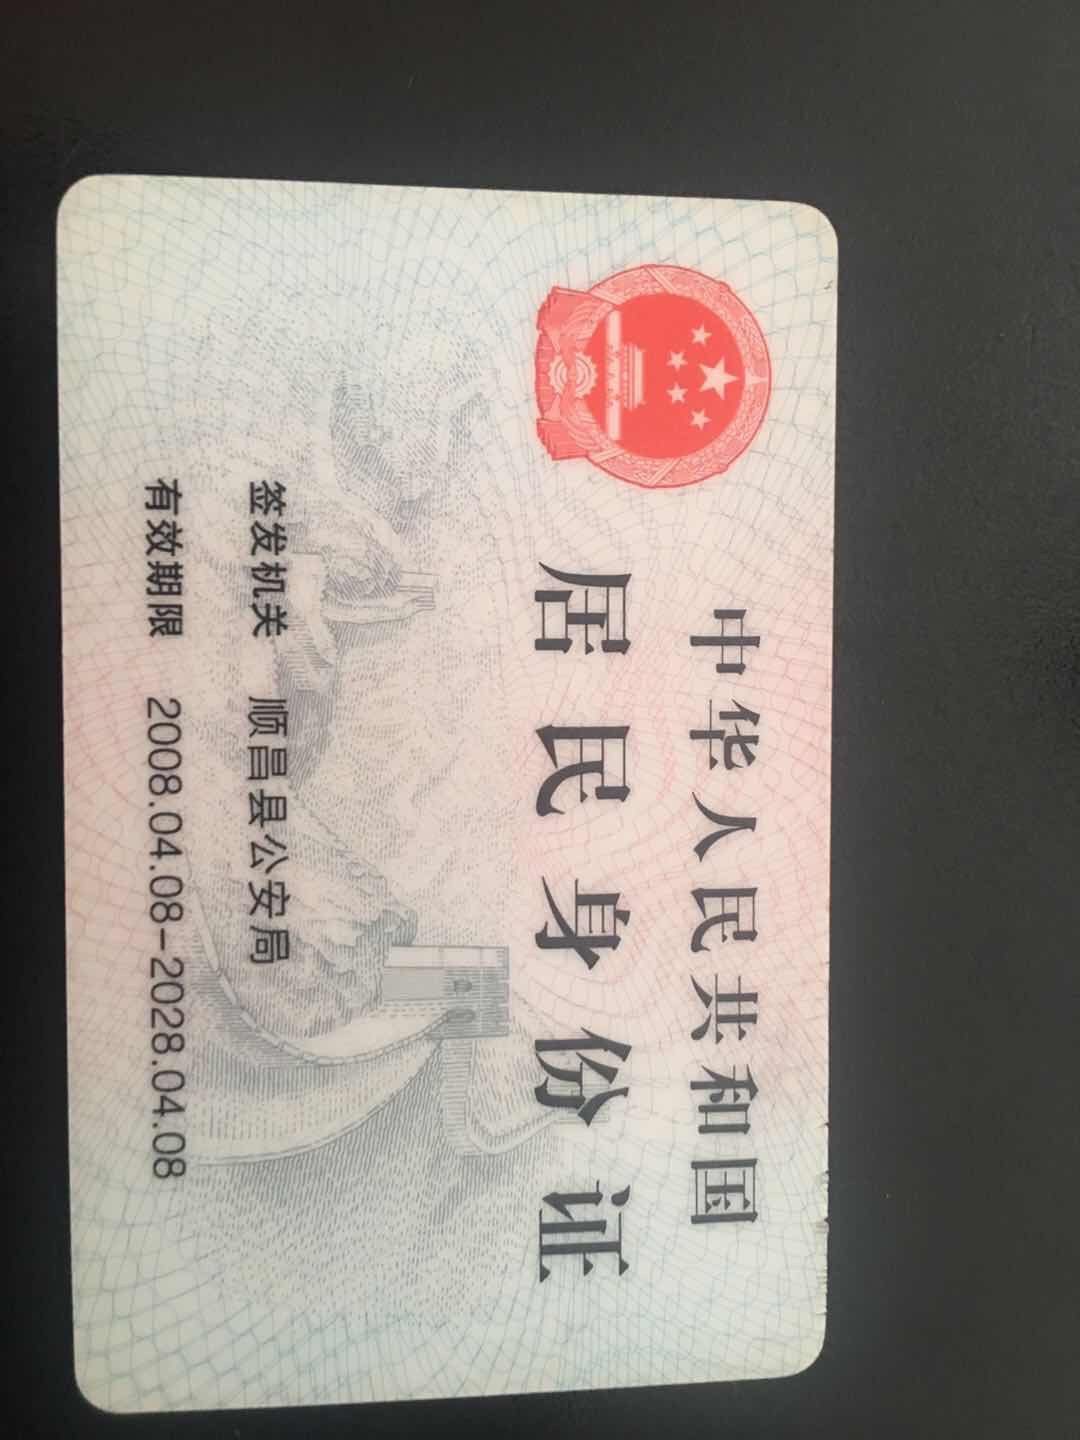 中华人民共和国
居民身份证
签发机关 顺昌县公安局
有效期限 2008.04.08-2028.04.08